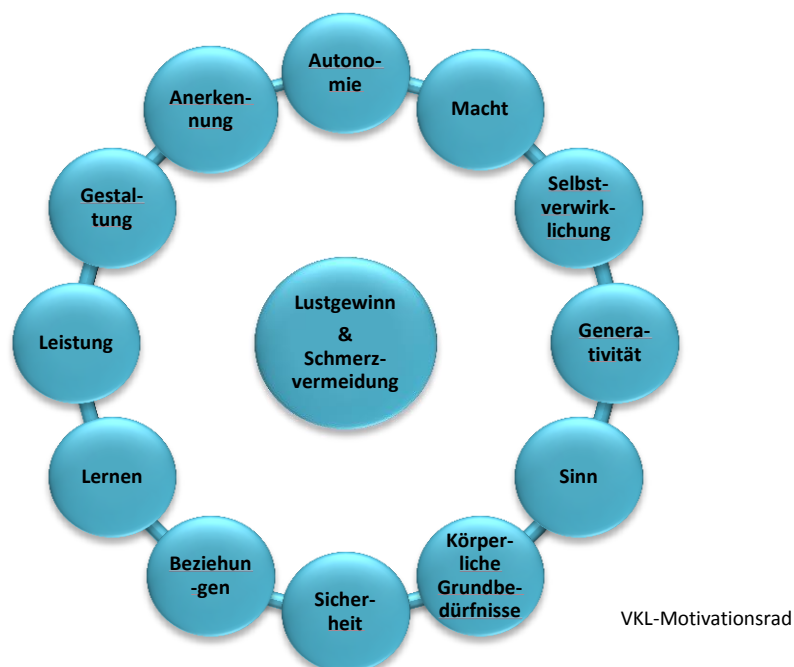 Autono-
mie
Macht
Selbst-
verwirk-
lichung
Genera-
tivität
Sinn
Körper-
liche
Grundbe-
dürfnisse
Sicher-
heit
Beziehun
-gen
Lernen
Leistung
Gestal-
tung
Anerken-
nung
Lustgewinn
&
Schmerz-
vermeidung
VKL-Motivationsrad